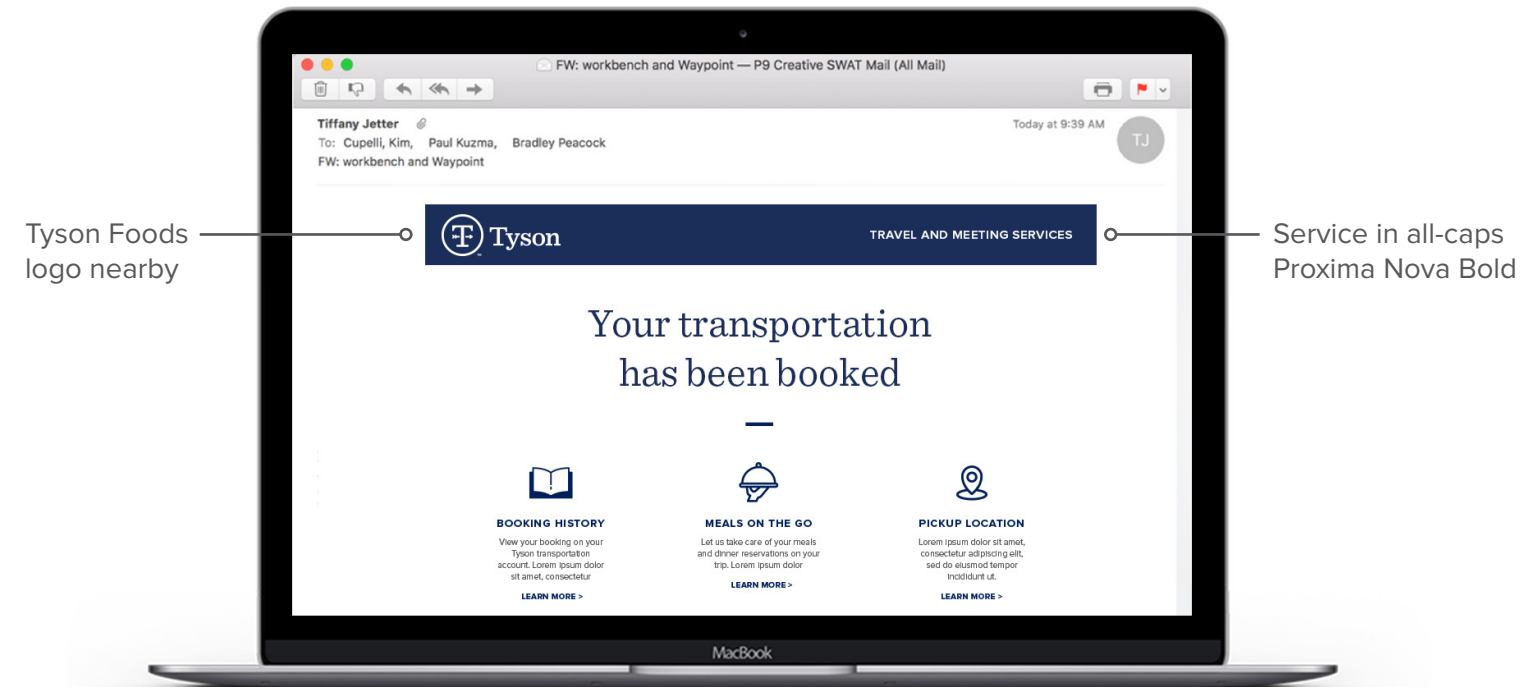 FW: workbench and Waypoint — P9 Creative SWAT Mail (All Mail)
Tiffany Jetter
Today at 9:39 AM
TJ
To: Cupelli, Kim, Paul Kuzma, Bradley Peacock
FW: workbench and Waypoint
Tyson Foods
logo nearby
Tyson
TRAVEL AND MEETING SERVICES
Service in all-caps
Proxima Nova Bold
Your transportation
has been booked
BOOKING HISTORY
View your booking on your
Tyson transportation
account. Lorem ipsum dolor
sit amet, consectetur
LEARN MORE >
MEALS ON THE GO
Let us take care of your meals
and dinner reservations on your
trip. Lorem ipsum dolor
LEARN MORE >
PICKUP LOCATION
Lorem ipsum dolor sit amet,
consectetur adipiscing elit,
sed do eiusmod tempor
incididunt ut.
LEARN MORE >
MacBook